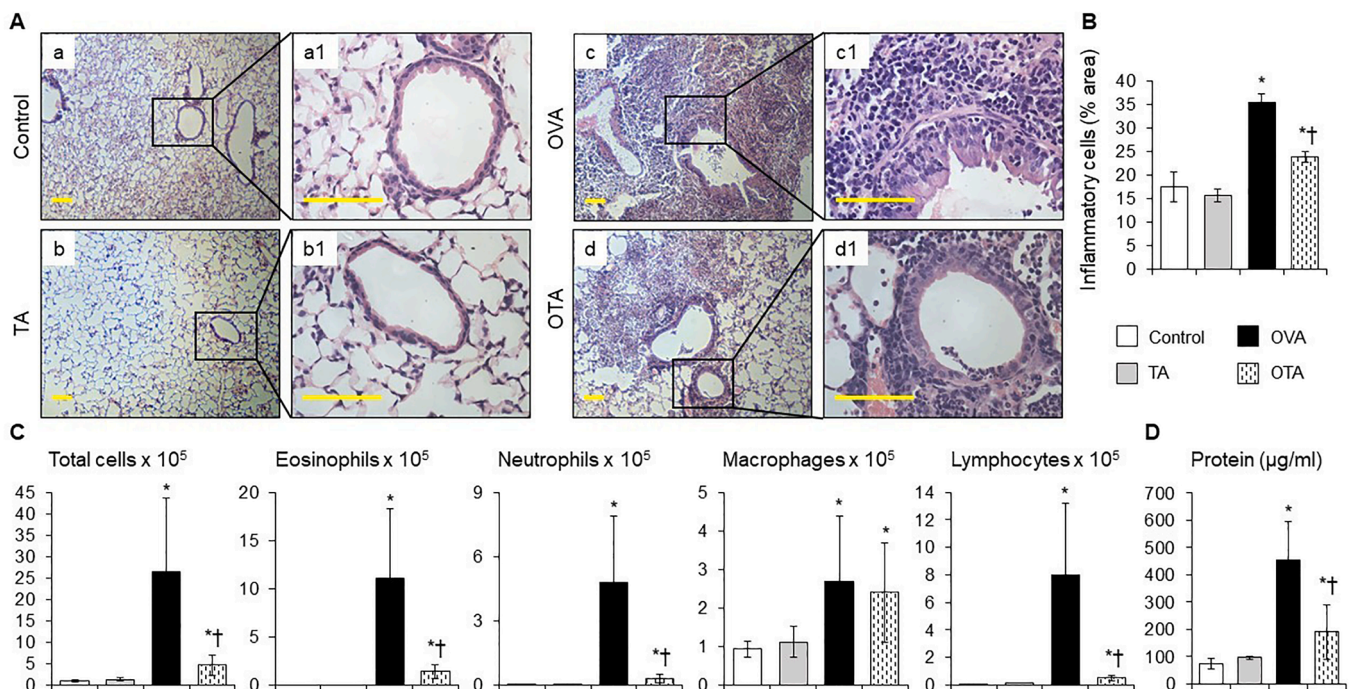 A
B
a
a1
c
c1
Control
OVA
b
b1
d
d1
TA
OTA
Inflammatory cells (% area)
40
35
30
25
20
15
10
5
0
*
*†
Control
OVA
TA
OTA
C
D
Total cells x 10⁵
Eosinophils x 10⁵
Neutrophils x 10⁵
Macrophages x 10⁵
Lymphocytes x 10⁵
Protein (µg/ml)
45
40
35
30
25
20
15
10
5
0
*
*†
20
15
10
5
0
*
*†
9
6
3
0
*
*†
5
4
3
2
1
0
*
*
14
12
10
8
6
4
2
0
*
*†
700
600
500
400
300
200
100
0
*
*†